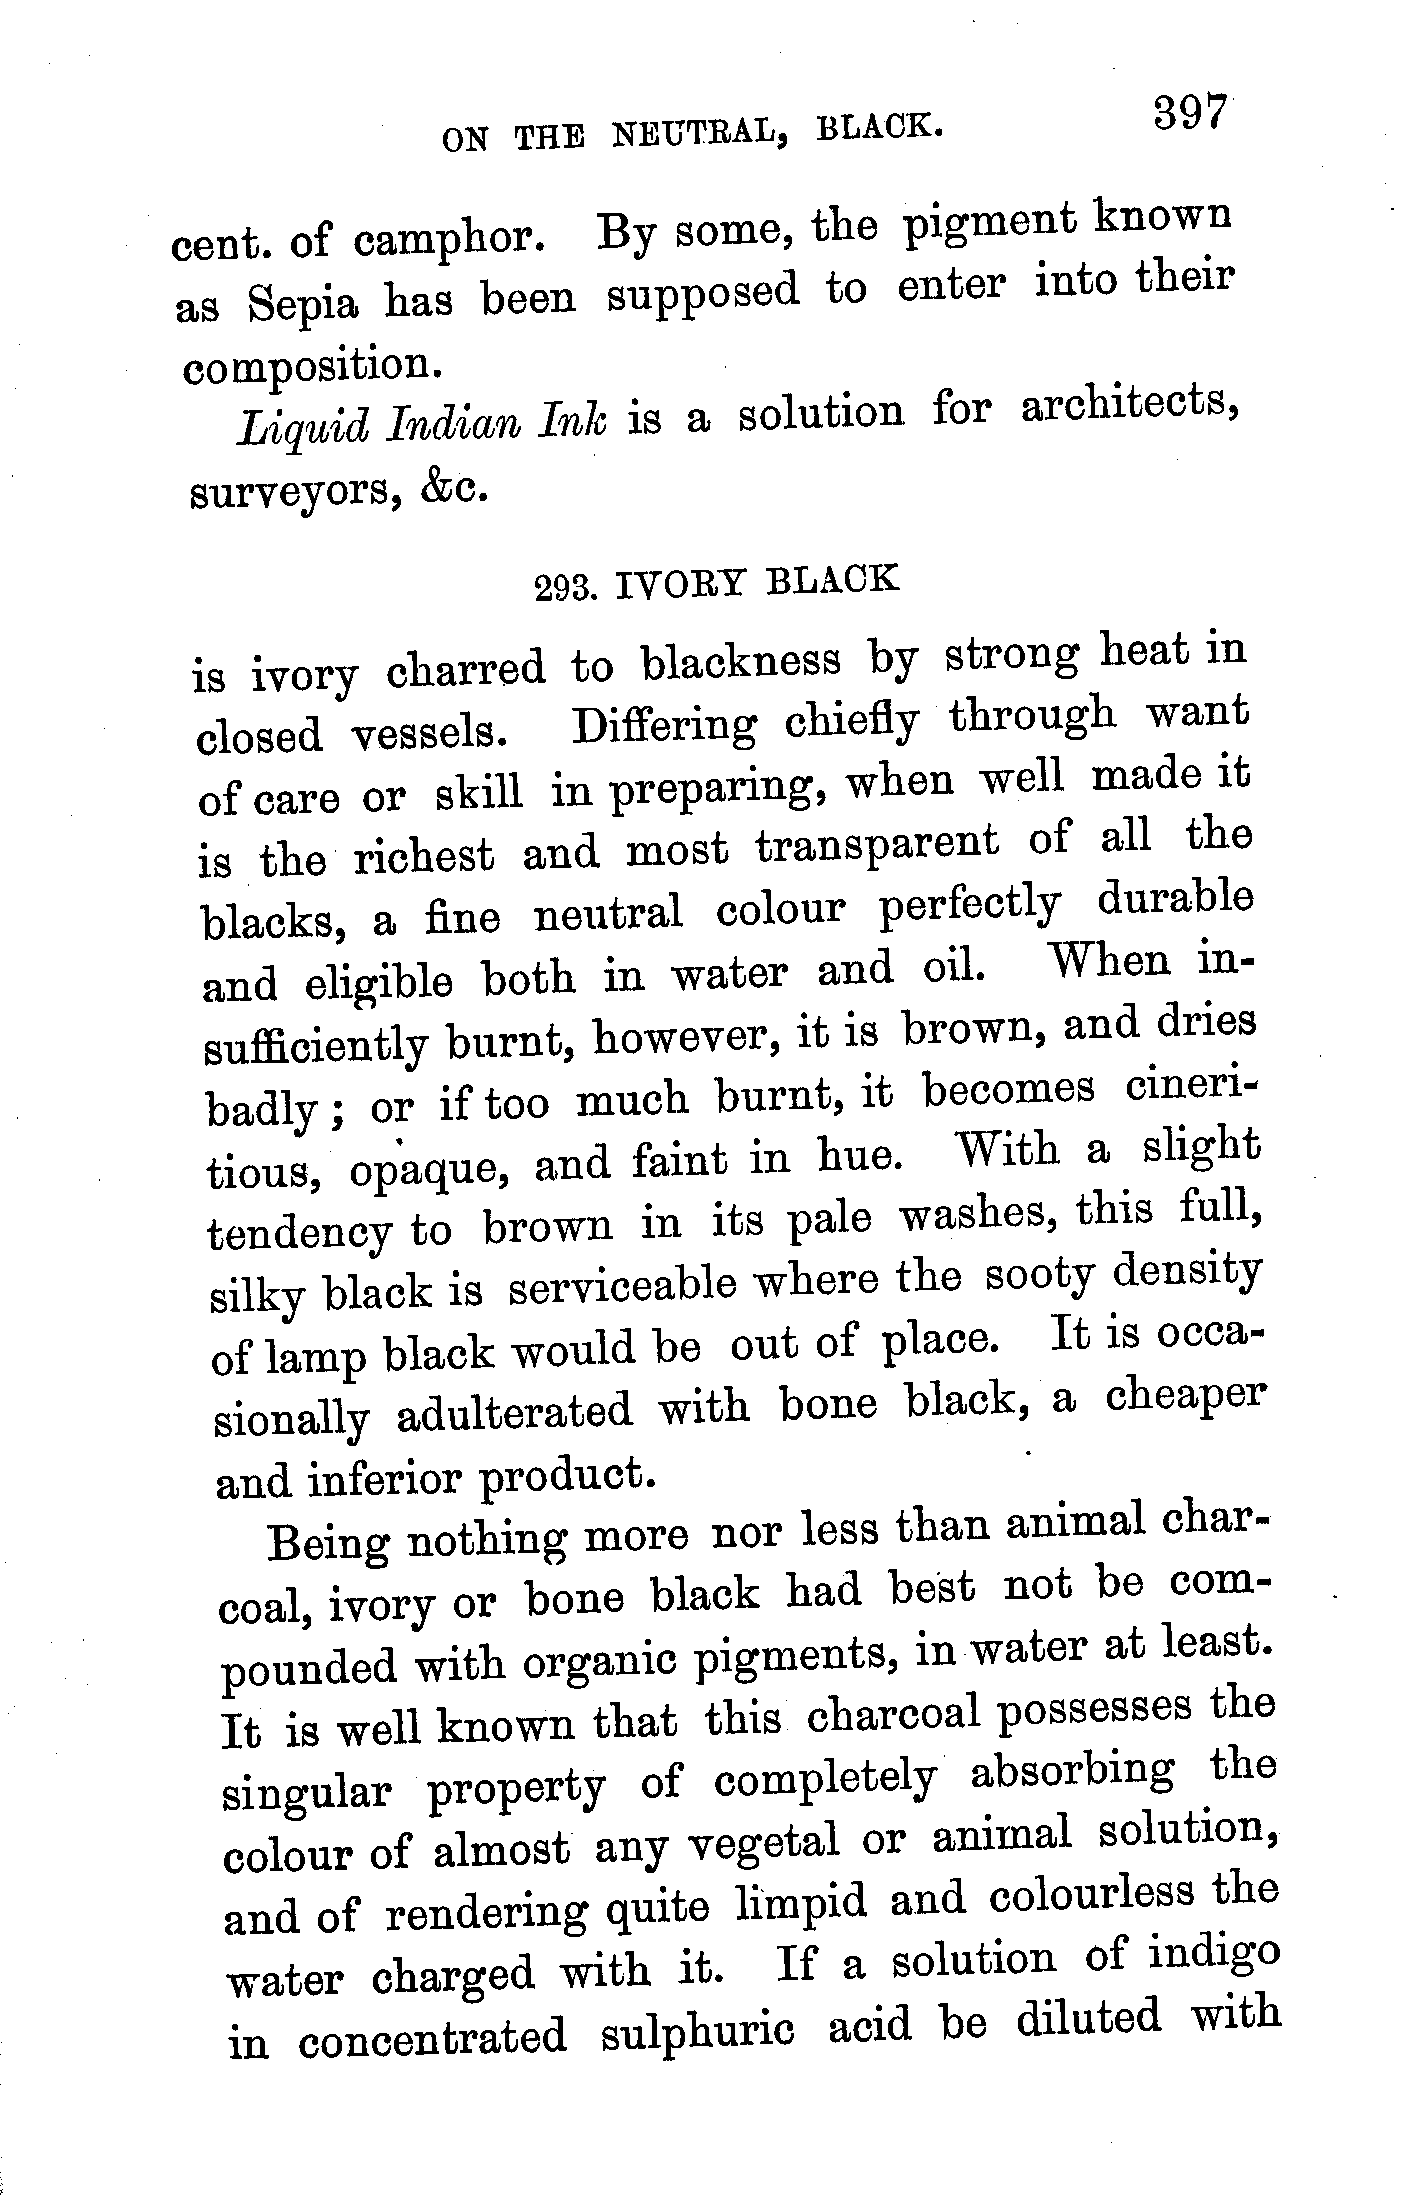 ON THE NEUTRAL, BLACK. 397
cent. of camphor. By some, the pigment known
as Sepia has been supposed to enter into their
composition.
Liquid Indian Ink is a solution for architects,
surveyors, &c.
293. IVORY BLACK
is ivory charred to blackness by strong heat in
closed vessels. Differing chiefly through want
of care or skill in preparing, when well made it
is the richest and most transparent of all the
blacks, a fine neutral colour perfectly durable
and eligible both in water and oil. When in-
sufficiently burnt, however, it is brown, and dries
badly; or if too much burnt, it becomes cineri-
tious, opaque, and faint in hue. With a slight
tendency to brown in its pale washes, this full,
silky black is serviceable where the sooty density
of lamp black would be out of place. It is occa-
sionally adulterated with bone black, a cheaper
and inferior product.
Being nothing more nor less than animal char-
coal, ivory or bone black had best not be com-
pounded with organic pigments, in water at least.
It is well known that this charcoal possesses the
singular property of completely absorbing the
colour of almost any vegetal or animal solution,
and of rendering quite limpid and colourless the
water charged with it. If a solution of indigo
in concentrated sulphuric acid be diluted with